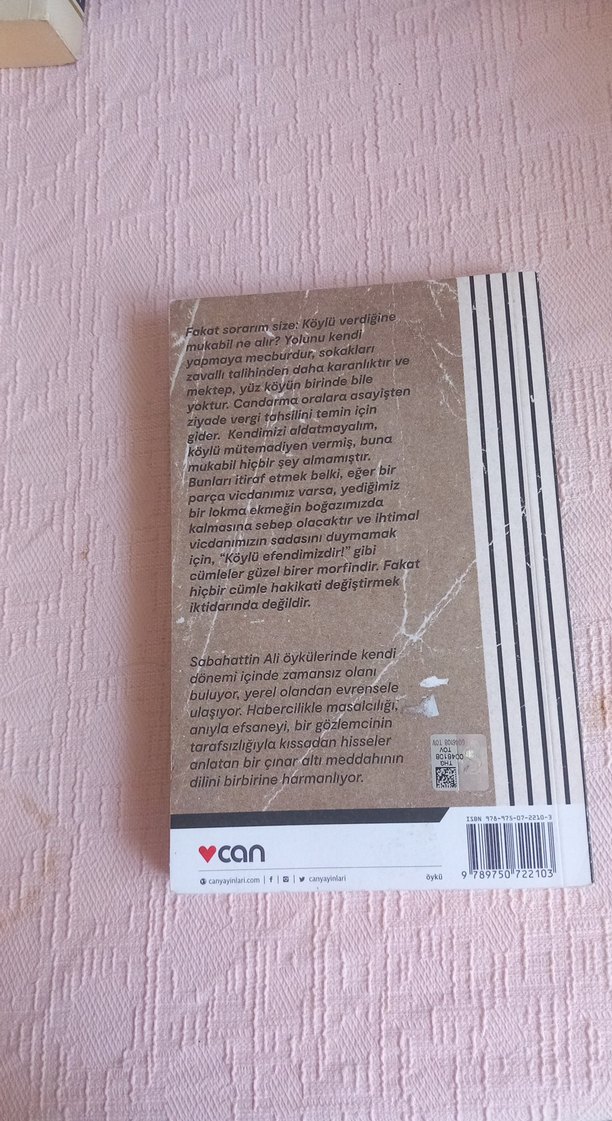 Fakat sorarım size: Köylü verdiğine
mukabil ne alır? Yolunu kendi
yapmaya mecburdur, sokakları
zavallı talihinden daha karanlıktır ve
mektep, yüz köyün birinde bile
yoktur. Candarma oralara asayişten
ziyade vergi tahsilini temin için
gider. Kendimizi aldatmayalım,
köylü mütemadiyen vermiş, buna
mukabil hiçbir şey almamıştır.
Bunları itiraf etmek belki, eğer bir
parça vicdanımız varsa, yediğimiz
bir lokma ekmeğin boğazımızda
kalmasına sebep olacaktır ve ihtimal
vicdanımızın sadasını duymamak
için, "Köylü efendimizdir!" gibi
cümleler güzel birer morfindir. Fakat
hiçbir cümle hakikati değiştirmek
iktidarında değildir.
Sabahattin Ali öykülerinde kendi
dönemi içinde zamansız olanı
buluyor, yerel olandan evrensele
ulaşıyor. Habercilikle masalcılığı,
anıyla efsaneyi, bir gözlemcinin
tarafsızlığıyla kıssadan hisseler
anlatan bir çınar altı meddahının
dilini birbirine harmanlıyor.
TOV
0046108
THG
can
canyayinlari.com | f | canyayinlari
öykü
ISBN 978-975-07-2210-3
9 789750 722103